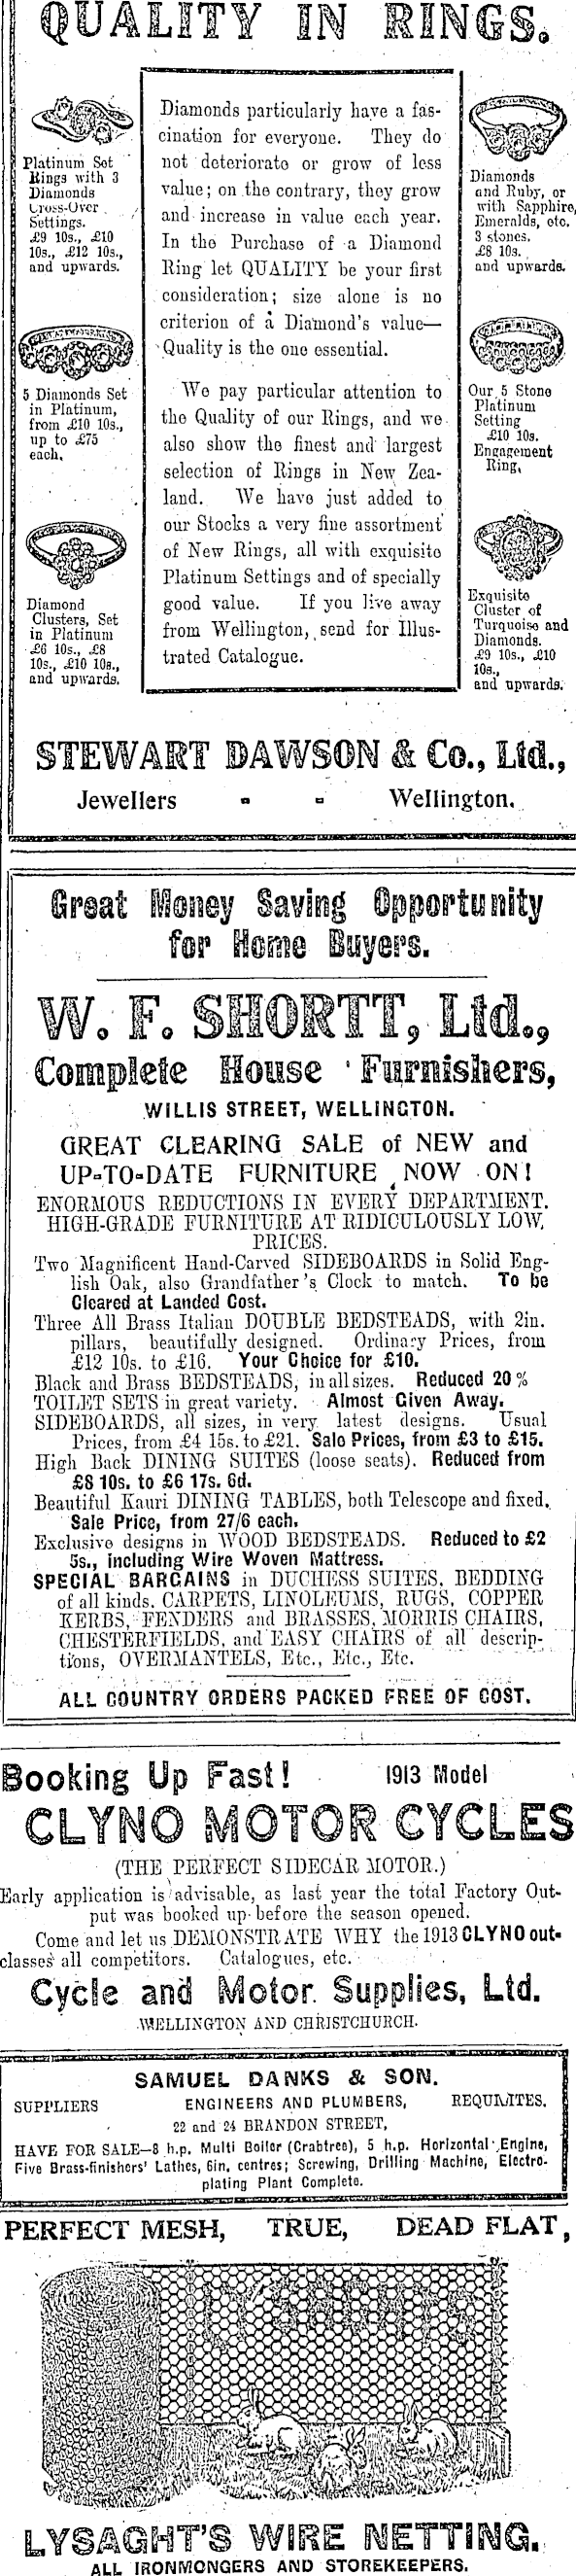 QUALITY IN RINGS.
Platinum Set
Rings with 3
Diamonds
Cross-Over
Settings.
£9 10s., £10
10s., £12 10s.,
and upwards.
5 Diamonds Set
in Platinum,
from £10 10s.,
up to £75
each.
Diamond
Clusters, Set
in Platinum
£6 10s., £8
10s., £10 10s.,
and upwards.
Diamonds particularly have a fas-
cination for everyone. They do
not deteriorate or grow of less
value; on the contrary, they grow
and increase in value each year.
In the Purchase of a Diamond
Ring let QUALITY be your first
consideration; size alone is no
criterion of a Diamond's value—
Quality is the one essential.
We pay particular attention to
the Quality of our Rings, and we
also show the finest and largest
selection of Rings in New Zea-
land. We have just added to
our Stocks a very fine assortment
of New Rings, all with exquisite
Platinum Settings and of specially
good value. If you live away
from Wellington, send for Illus-
trated Catalogue.
Diamonds
and Ruby, or
with Sapphire,
Emeralds, etc.
3 stones.
£8 10s.
and upwards.
Our 5 Stone
Platinum
Setting
£10 10s.
Engagement
Ring.
Exquisite
Cluster of
Turquoise and
Diamonds.
£9 10s., £10
10s.,
and upwards.
STEWART DAWSON & Co., Ltd.,
Jewellers - - Wellington.
Great Money Saving Opportunity
for Home Buyers.
W. F. SHORTT, Ltd.,
Complete House Furnishers,
WILLIS STREET, WELLINGTON.
GREAT CLEARING SALE of NEW and
UP-TO-DATE FURNITURE NOW ON!
ENORMOUS REDUCTIONS IN EVERY DEPARTMENT.
HIGH-GRADE FURNITURE AT RIDICULOUSLY LOW
PRICES.
Two Magnificent Hand-Carved SIDEBOARDS in Solid Eng-
lish Oak, also Grandfather's Clock to match. To be
Cleared at Landed Cost.
Three All Brass Italian DOUBLE BEDSTEADS, with 2in.
pillars, beautifully designed. Ordinary Prices, from
£12 10s. to £16. Your Choice for £10.
Black and Brass BEDSTEADS, in all sizes. Reduced 20%
TOILET SETS in great variety. Almost Given Away.
SIDEBOARDS, all sizes, in very latest designs. Usual
Prices, from £4 15s. to £21. Sale Prices, from £3 to £15.
High Back DINING SUITES (loose seats). Reduced from
£8 10s. to £6 17s. 6d.
Beautiful Kauri DINING TABLES, both Telescope and fixed.
Sale Price, from 27/6 each.
Exclusive designs in WOOD BEDSTEADS. Reduced to £2
5s., including Wire Woven Mattress.
SPECIAL BARGAINS in DUCHESS SUITES, BEDDING
of all kinds. CARPETS, LINOLEUMS, RUGS, COPPER
KERBS, FENDERS and BRASSES, MORRIS CHAIRS,
CHESTERFIELDS, and EASY CHAIRS of all descrip-
tions, OVERMANTELS, Etc., Etc., Etc.
ALL COUNTRY ORDERS PACKED FREE OF COST.
Booking Up Fast! 1913 Model
CLYNO MOTOR CYCLES
(THE PERFECT SIDECAR MOTOR.)
Early application is advisable, as last year the total Factory Out-
put was booked up before the season opened.
Come and let us DEMONSTRATE WHY the 1913 CLYNO out-
classes all competitors. Catalogues, etc.
Cycle and Motor Supplies, Ltd.
WELLINGTON AND CHRISTCHURCH.
SAMUEL DANKS & SON.
SUPPLIERS ENGINEERS AND PLUMBERS, REQUISITES.
22 and 24 BRANDON STREET,
HAVE FOR SALE—8 h.p. Multi Boiler (Crabtree), 5 h.p. Horizontal Engine,
Five Brass-finishers' Lathes, 6in. centres; Screwing, Drilling Machine, Electro-
plating Plant Complete.
PERFECT MESH, TRUE, DEAD FLAT,
LYSAGHT'S
LYSAGHT'S WIRE NETTING.
ALL IRONMONGERS AND STOREKEEPERS.